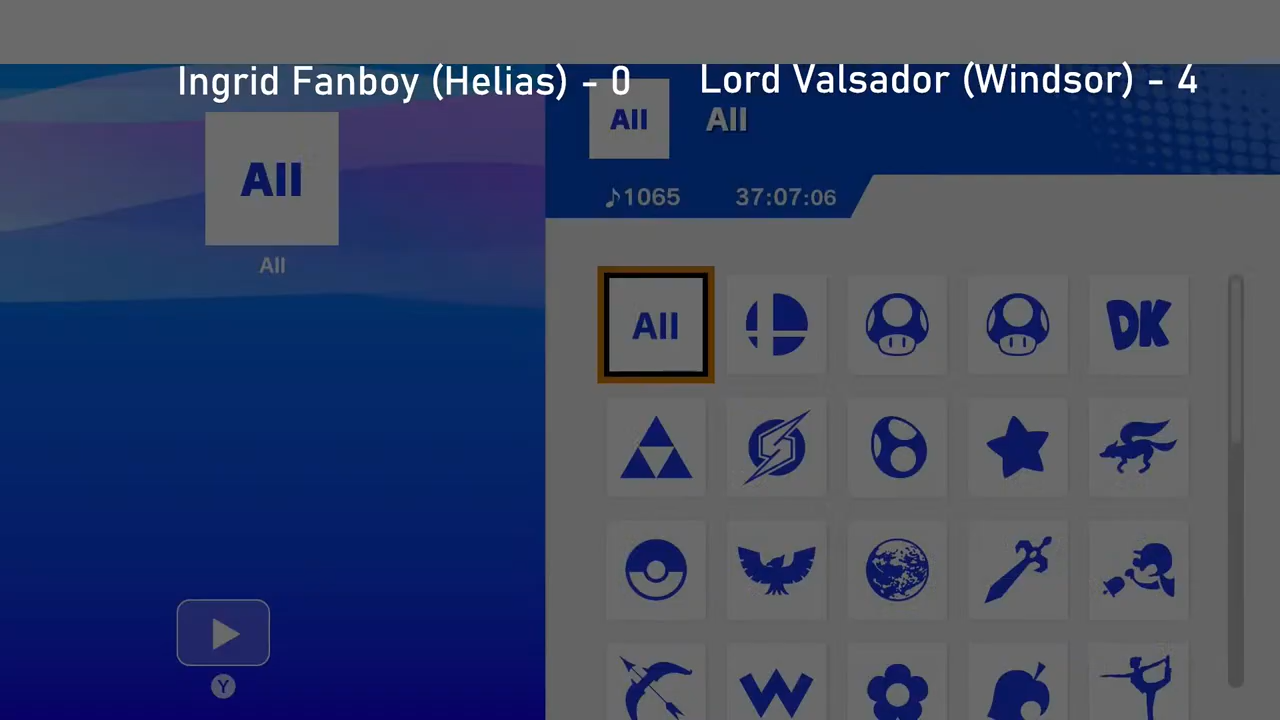 Ingrid Fanboy (Helias) - 0
Lord Valsador (Windsor) - 4
All
All
All
All
♪1065
37:07:06
All
DK
W
Y